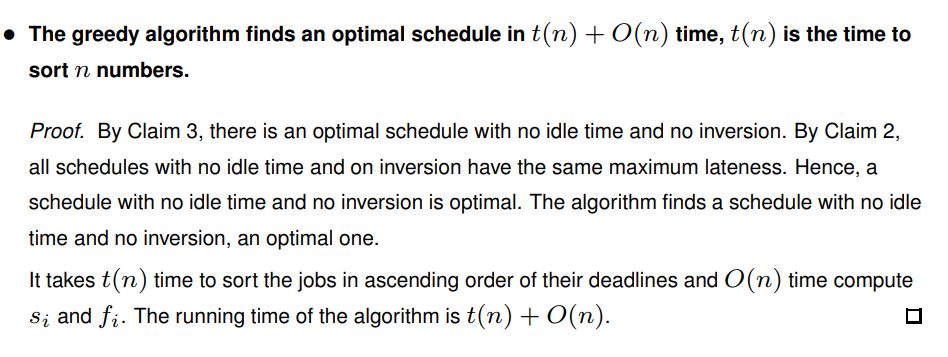 • The greedy algorithm finds an optimal schedule in t(n) + O(n) time, t(n) is the time to
sort n numbers.
Proof. By Claim 3, there is an optimal schedule with no idle time and no inversion. By Claim 2,
all schedules with no idle time and on inversion have the same maximum lateness. Hence, a
schedule with no idle time and no inversion is optimal. The algorithm finds a schedule with no idle
time and no inversion, an optimal one.
It takes t(n) time to sort the jobs in ascending order of their deadlines and O(n) time compute
s_i and f_i. The running time of the algorithm is t(n) + O(n). □